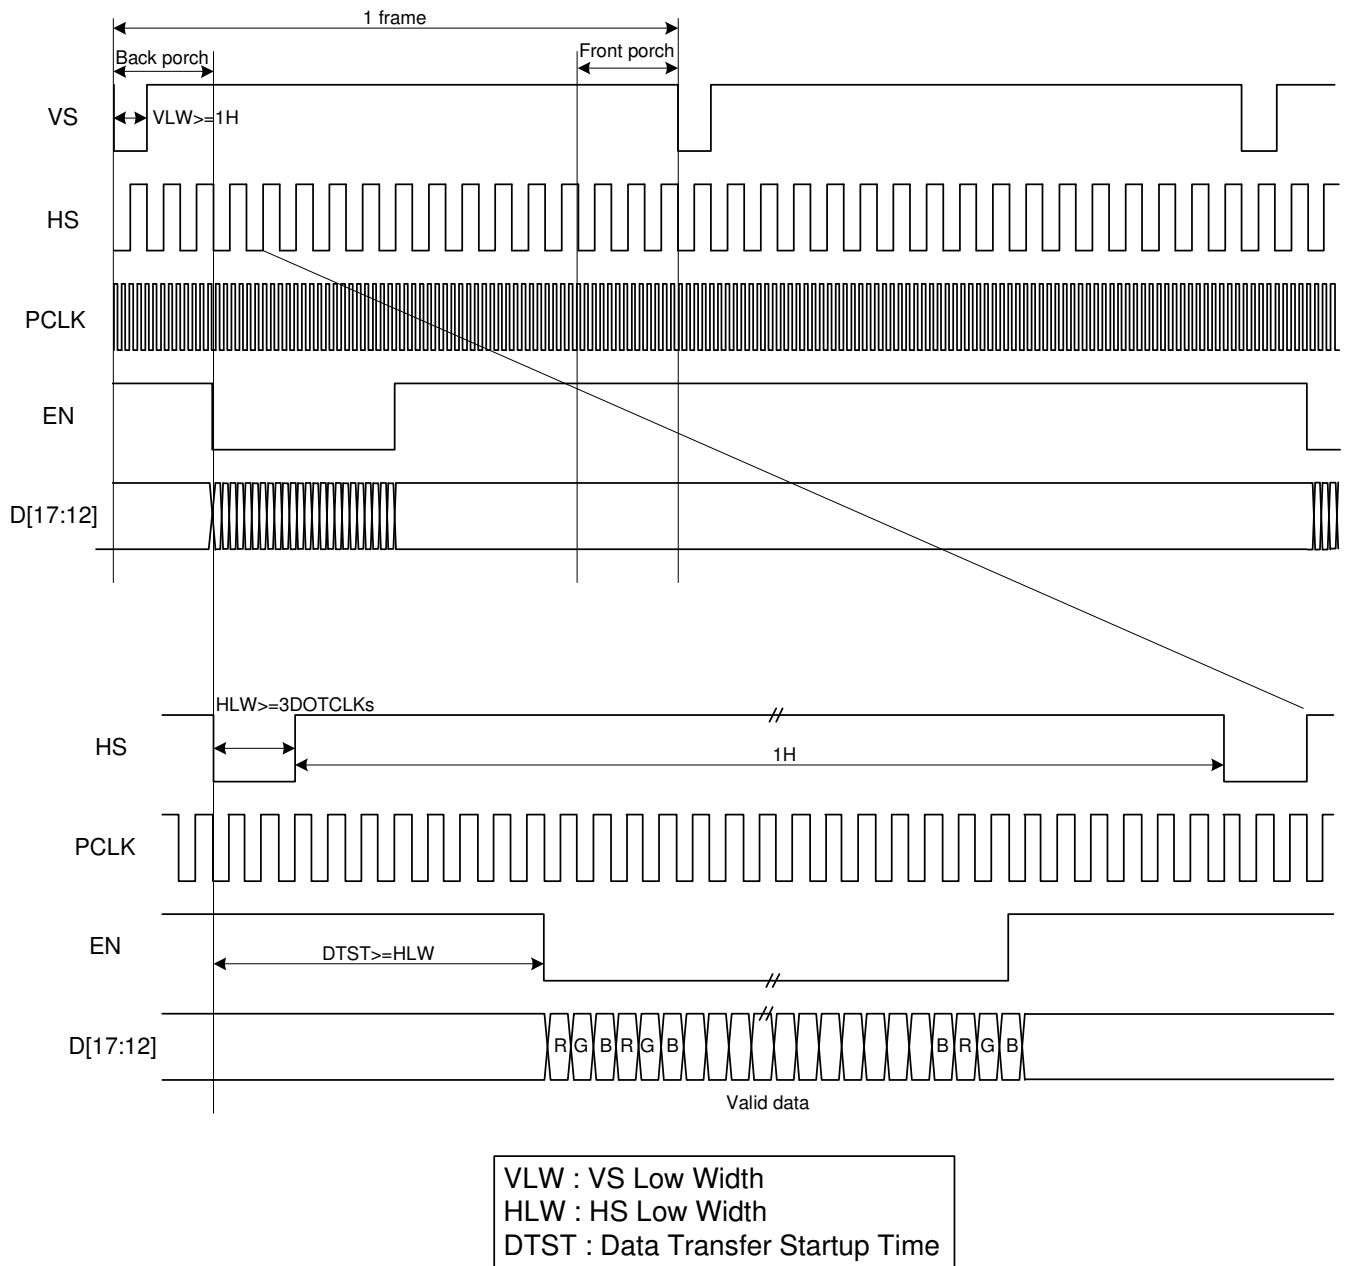 1 frame
Back porch
Front porch
VS
VLW>=1H
HS
PCLK
EN
D[17:12]
HLW>=3DOTCLKs
HS
1H
PCLK
EN
DTST>=HLW
D[17:12]
R G B R G B B R G B
Valid data
VLW : VS Low Width
HLW : HS Low Width
DTST : Data Transfer Startup Time